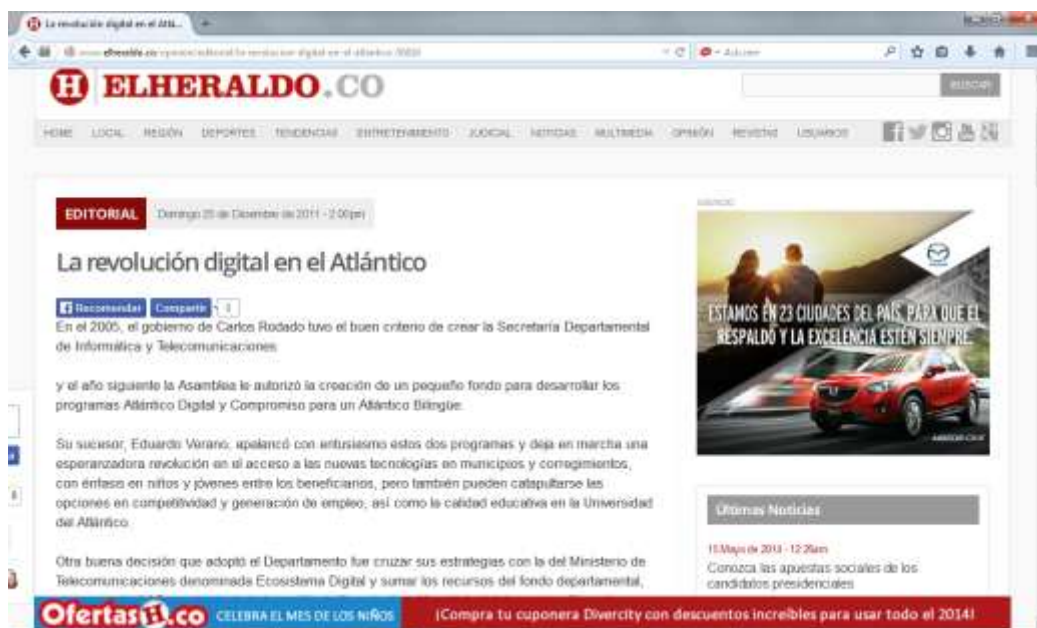 La revolución digital en el Atl...
ELHERALDO.CO
BUSCAR
HOME LOCAL REGIÓN DEPORTES TENDENCIAS ENTRETENIMIENTO JUDICIAL NOTICIAS MULTIMEDIA OPINIÓN REVISTAS USUARIOS
EDITORIAL
Domingo 25 de Diciembre de 2011 - 2:00pm
La revolución digital en el Atlántico
Recomendar Compartir
En el 2005, el gobierno de Carlos Rodado tuvo el buen criterio de crear la Secretaría Departamental
de Informática y Telecomunicaciones
y el año siguiente la Asamblea le autorizó la creación de un pequeño fondo para desarrollar los
programas Atlántico Digital y Compromiso para un Atlántico Bilingüe.
Su sucesor, Eduardo Verano, apalancó con entusiasmo estos dos programas y deja en marcha una
esperanzadora revolución en el acceso a las nuevas tecnologías en municipios y corregimientos,
con énfasis en niños y jóvenes entre los beneficiarios, pero también pueden catapultarse las
opciones en competitividad y generación de empleo, así como la calidad educativa en la Universidad
del Atlántico.
Otra buena decisión que adoptó el Departamento fue cruzar sus estrategias con la del Ministerio de
Telecomunicaciones denominada Ecosistema Digital y sumar los recursos del fondo departamental,
ESTAMOS EN 23 CIUDADES DEL PAÍS, PARA QUE EL
RESPALDO Y LA EXCELENCIA ESTÉN SIEMPRE.
Últimas Noticias
15 Mayo de 2014 - 12:26am
Conozca las apuestas sociales de los
candidatos presidenciales
Ofertas .co CELEBRA EL MES DE LOS NIÑOS ¡Compra tu cuponera Divercity con descuentos increíbles para usar todo el 2014!